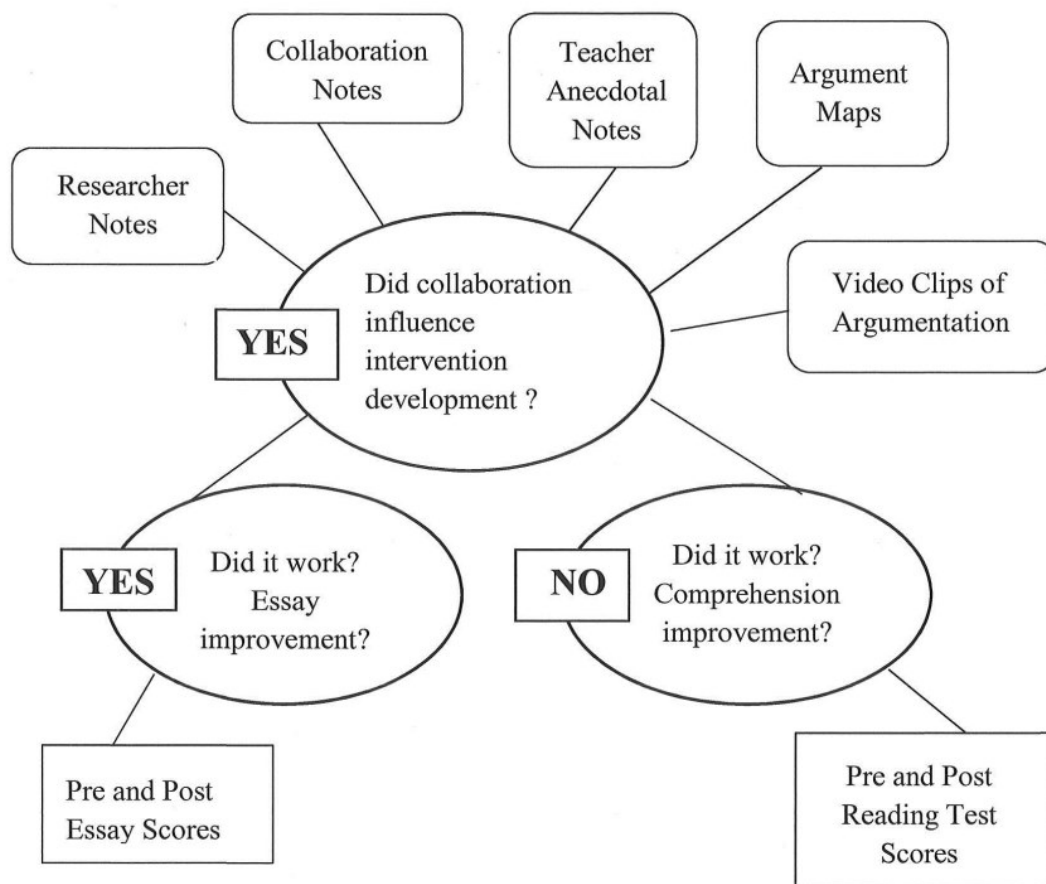 Collaboration
Notes
Teacher
Anecdotal
Notes
Argument
Maps
Researcher
Notes
Video Clips of
Argumentation
YES
Did collaboration
influence
intervention
development ?
YES
Did it work?
Essay
improvement?
NO
Did it work?
Comprehension
improvement?
Pre and Post
Essay Scores
Pre and Post
Reading Test
Scores